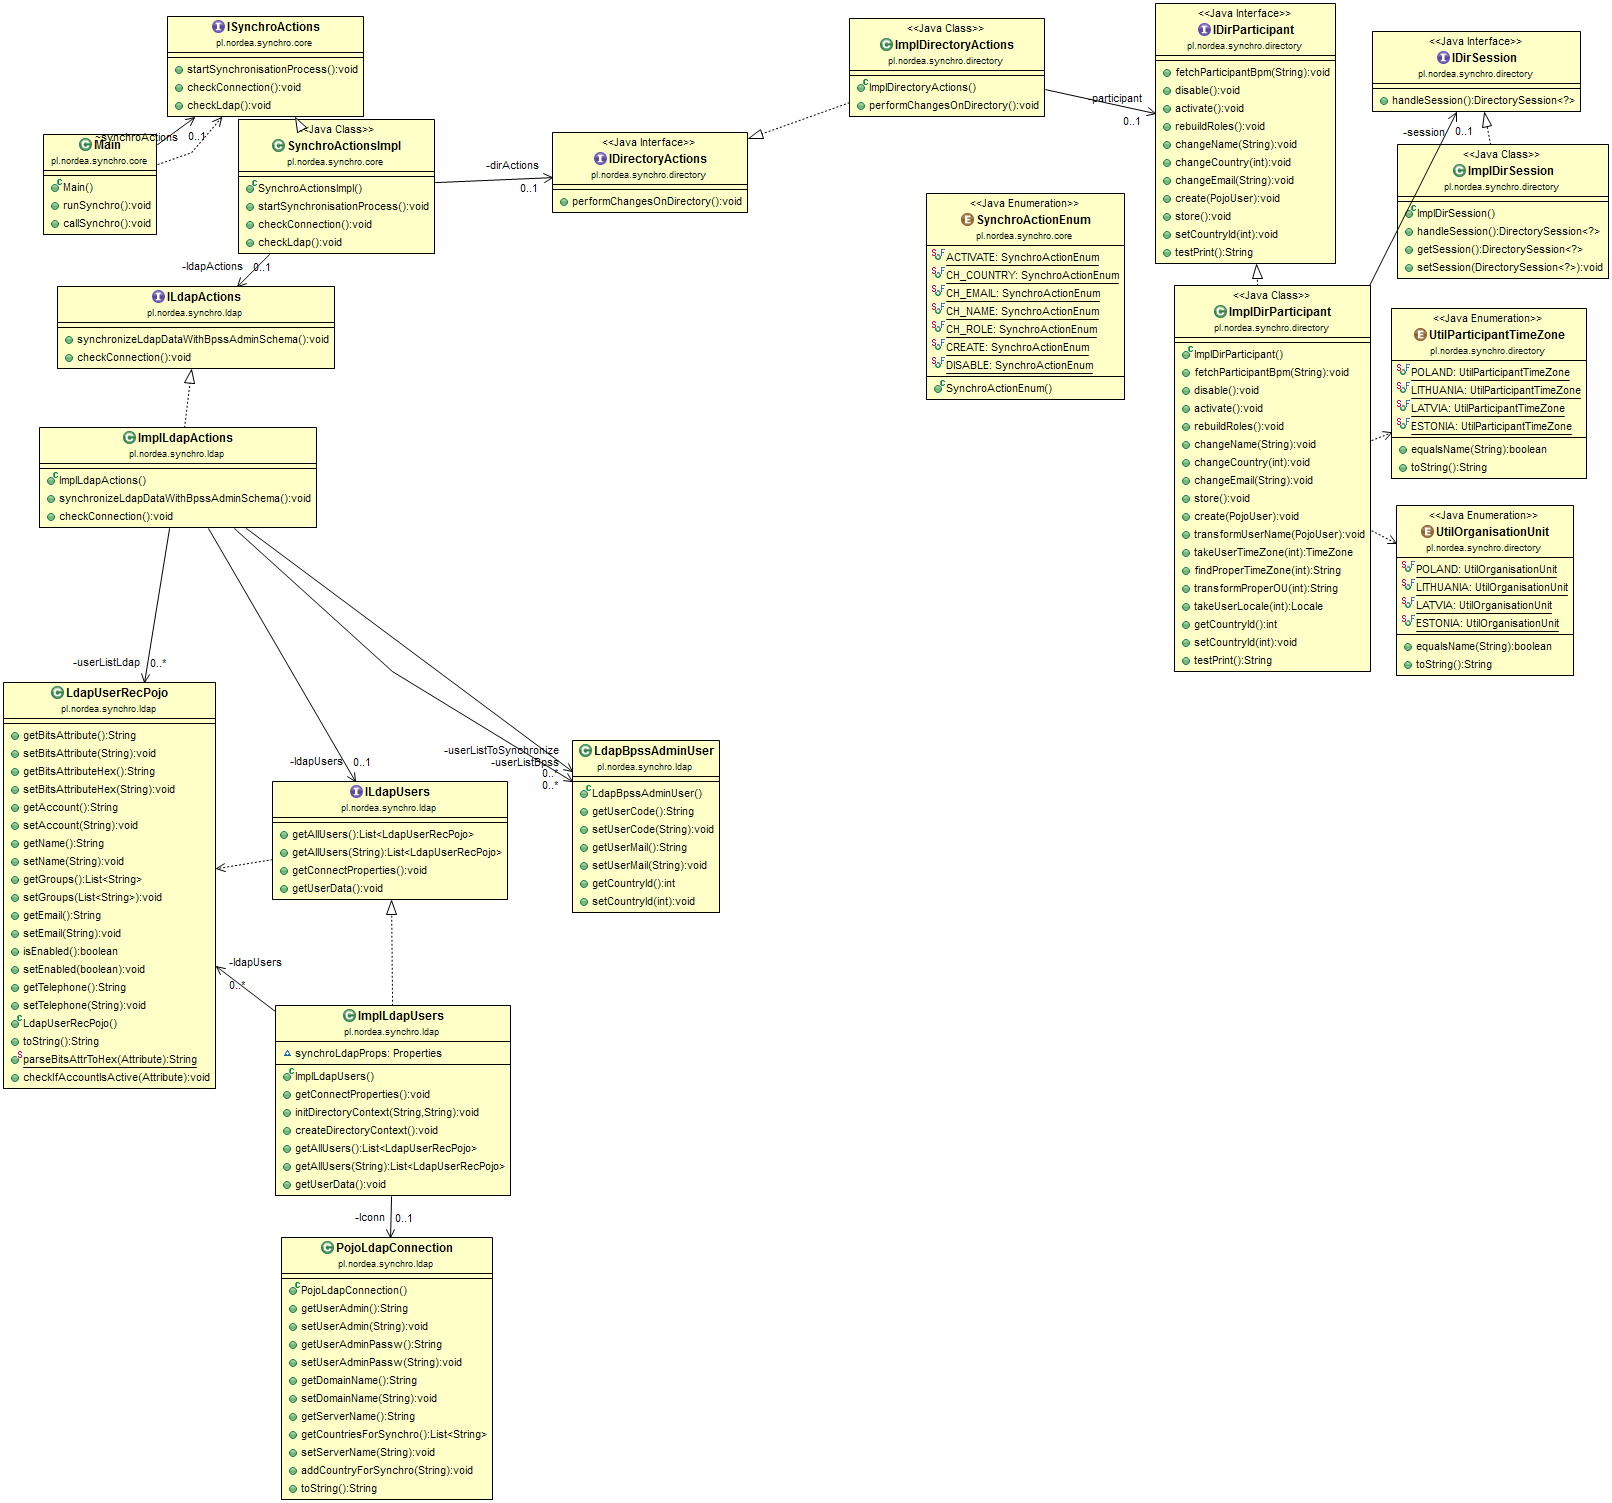 ISynchroActions
pl.nordea.synchro.core
startSynchronisationProcess():void
checkConnection():void
checkLdap():void
~synchroActions
0..1
Main
pl.nordea.synchro.core
Main()
runSynchro():void
callSynchro():void
<<Java Class>>
SynchroActionsImpl
pl.nordea.synchro.core
SynchroActionsImpl()
startSynchronisationProcess():void
checkConnection():void
checkLdap():void
-dirActions
0..1
-ldapActions
0..1
<<Java Interface>>
IDirectoryActions
pl.nordea.synchro.directory
performChangesOnDirectory():void
<<Java Class>>
ImplDirectoryActions
pl.nordea.synchro.directory
ImplDirectoryActions()
performChangesOnDirectory():void
participant
0..1
<<Java Interface>>
IDirParticipant
pl.nordea.synchro.directory
fetchParticipantBpm(String):void
disable():void
activate():void
rebuildRoles():void
changeName(String):void
changeCountry(int):void
changeEmail(String):void
create(PojoUser):void
store():void
setCountryId(int):void
testPrint():String
<<Java Interface>>
IDirSession
pl.nordea.synchro.directory
handleSession():DirectorySession<?>
-session
0..1
<<Java Class>>
ImplDirSession
pl.nordea.synchro.directory
ImplDirSession()
handleSession():DirectorySession<?>
getSession():DirectorySession<?>
setSession(DirectorySession<?>):void
<<Java Enumeration>>
SynchroActionEnum
pl.nordea.synchro.core
ACTIVATE: SynchroActionEnum
CH_COUNTRY: SynchroActionEnum
CH_EMAIL: SynchroActionEnum
CH_NAME: SynchroActionEnum
CH_ROLE: SynchroActionEnum
CREATE: SynchroActionEnum
DISABLE: SynchroActionEnum
SynchroActionEnum()
<<Java Class>>
ImplDirParticipant
pl.nordea.synchro.directory
ImplDirParticipant()
fetchParticipantBpm(String):void
disable():void
activate():void
rebuildRoles():void
changeName(String):void
changeCountry(int):void
changeEmail(String):void
store():void
create(PojoUser):void
transformUserName(PojoUser):void
takeUserTimeZone(int):TimeZone
findProperTimeZone(int):String
transformProperOU(int):String
takeUserLocale(int):Locale
getCountryId():int
setCountryId(int):void
testPrint():String
<<Java Enumeration>>
UtilParticipantTimeZone
pl.nordea.synchro.directory
POLAND: UtilParticipantTimeZone
LITHUANIA: UtilParticipantTimeZone
LATVIA: UtilParticipantTimeZone
ESTONIA: UtilParticipantTimeZone
equalsName(String):boolean
toString():String
<<Java Enumeration>>
UtilOrganisationUnit
pl.nordea.synchro.directory
POLAND: UtilOrganisationUnit
LITHUANIA: UtilOrganisationUnit
LATVIA: UtilOrganisationUnit
ESTONIA: UtilOrganisationUnit
equalsName(String):boolean
toString():String
ILdapActions
pl.nordea.synchro.ldap
synchronizeLdapDataWithBpssAdminSchema():void
checkConnection():void
ImplLdapActions
pl.nordea.synchro.ldap
ImplLdapActions()
synchronizeLdapDataWithBpssAdminSchema():void
checkConnection():void
-userListLdap
0..*
LdapUserRecPojo
pl.nordea.synchro.ldap
getBitsAttribute():String
setBitsAttribute(String):void
getBitsAttributeHex():String
setBitsAttributeHex(String):void
getAccount():String
setAccount(String):void
getName():String
setName(String):void
getGroups():List<String>
setGroups(List<String>):void
getEmail():String
setEmail(String):void
isEnabled():boolean
setEnabled(boolean):void
getTelephone():String
setTelephone(String):void
LdapUserRecPojo()
toString():String
parseBitsAttrToHex(Attribute):String
checkIfAccountIsActive(Attribute):void
-ldapUsers
0..1
ILdapUsers
pl.nordea.synchro.ldap
getAllUsers():List<LdapUserRecPojo>
getAllUsers(String):List<LdapUserRecPojo>
getConnectProperties():void
getUserData():void
-userListToSynchronize
-userListBpss
0..*
0..*
LdapBpssAdminUser
pl.nordea.synchro.ldap
LdapBpssAdminUser()
getUserCode():String
setUserCode(String):void
getUserMail():String
setUserMail(String):void
getCountryId():int
setCountryId(int):void
-ldapUsers
0..*
ImplLdapUsers
pl.nordea.synchro.ldap
synchroLdapProps: Properties
ImplLdapUsers()
getConnectProperties():void
initDirectoryContext(String,String):void
createDirectoryContext():void
getAllUsers():List<LdapUserRecPojo>
getAllUsers(String):List<LdapUserRecPojo>
getUserData():void
-lconn
0..1
PojoLdapConnection
pl.nordea.synchro.ldap
PojoLdapConnection()
getUserAdmin():String
setUserAdmin(String):void
getUserAdminPassw():String
setUserAdminPassw(String):void
getDomainName():String
setDomainName(String):void
getServerName():String
getCountriesForSynchro():List<String>
setServerName(String):void
addCountryForSynchro(String):void
toString():String